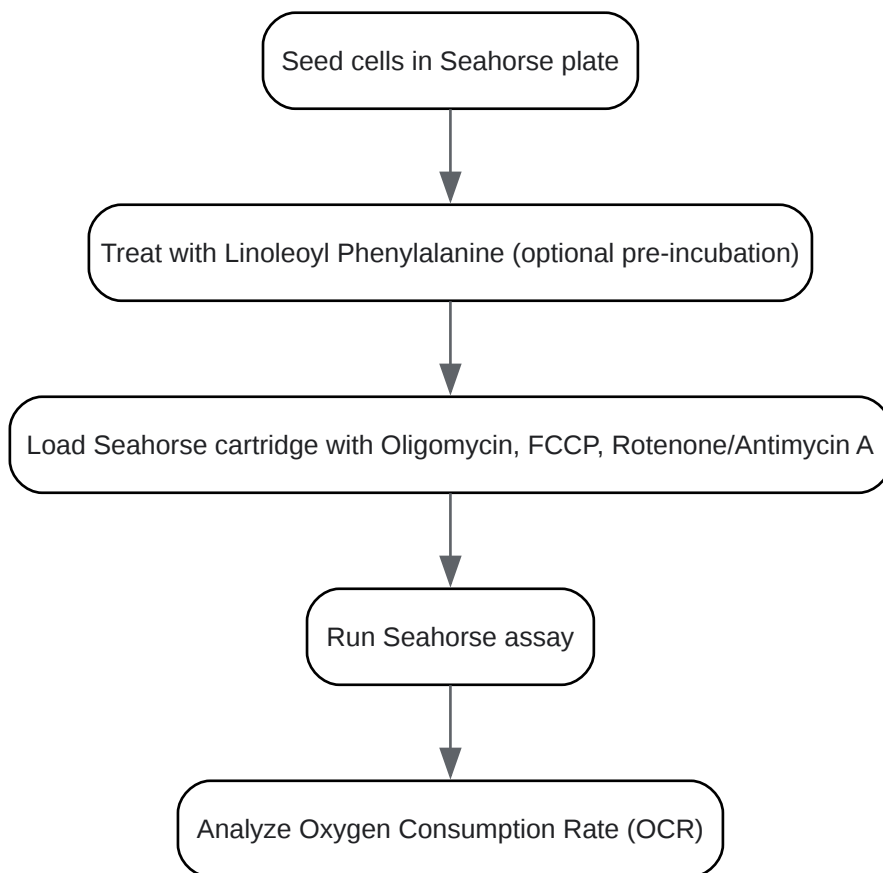 Seed cells in Seahorse plate
Treat with Linoleoyl Phenylalanine (optional pre-incubation)
Load Seahorse cartridge with Oligomycin, FCCP, Rotenone/Antimycin A
Run Seahorse assay
Analyze Oxygen Consumption Rate (OCR)